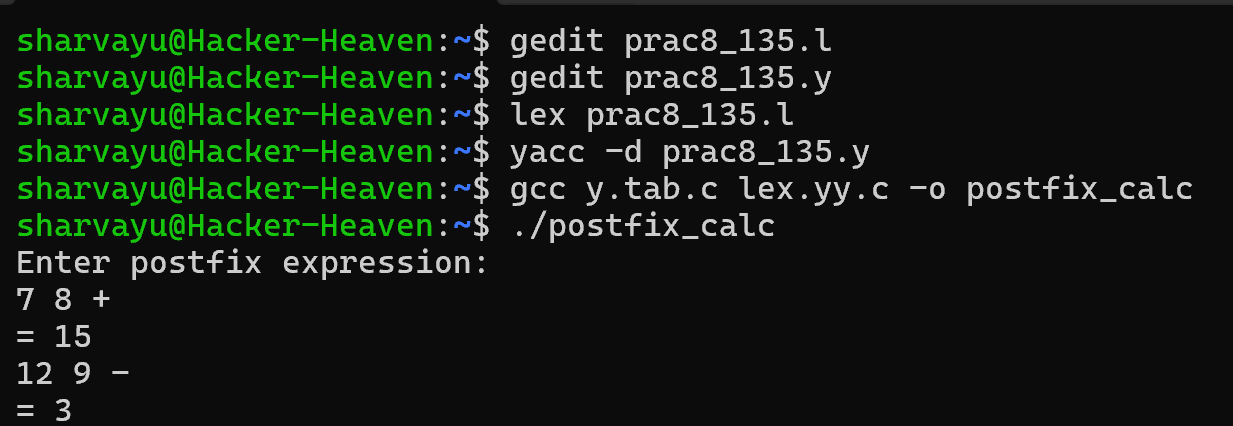 sharvayu@Hacker-Heaven:~$ gedit prac8_135.l
sharvayu@Hacker-Heaven:~$ gedit prac8_135.y
sharvayu@Hacker-Heaven:~$ lex prac8_135.l
sharvayu@Hacker-Heaven:~$ yacc -d prac8_135.y
sharvayu@Hacker-Heaven:~$ gcc y.tab.c lex.yy.c -o postfix_calc
sharvayu@Hacker-Heaven:~$ ./postfix_calc
Enter postfix expression:
7 8 +
= 15
12 9 -
= 3